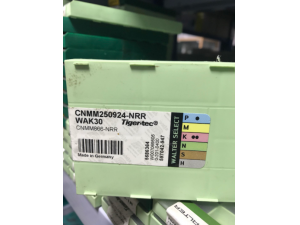 CNMM250924-NRR
WAK30 Tiger·tec®
CNMM866-NRR
Made in Germany
WALTER SELECT
P
M
K
N
S
H